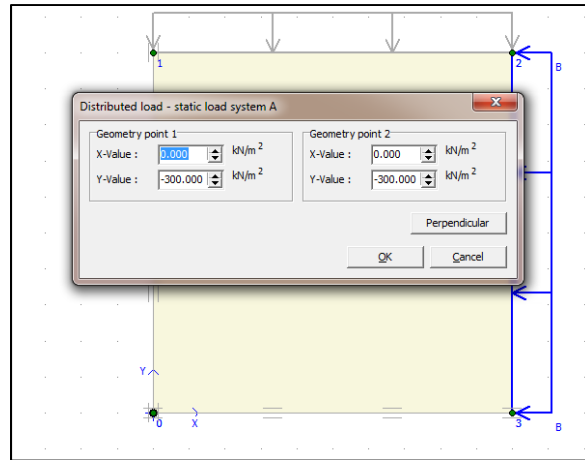 1
2
B
Distributed load - static load system A
x
Geometry point 1
X-Value : 0.000 kN/m 2
Y-Value : -300.000 kN/m 2
Geometry point 2
X-Value : 0.000 kN/m 2
Y-Value : -300.000 kN/m 2
Perpendicular
OK
Cancel
Y
0
X
3
B